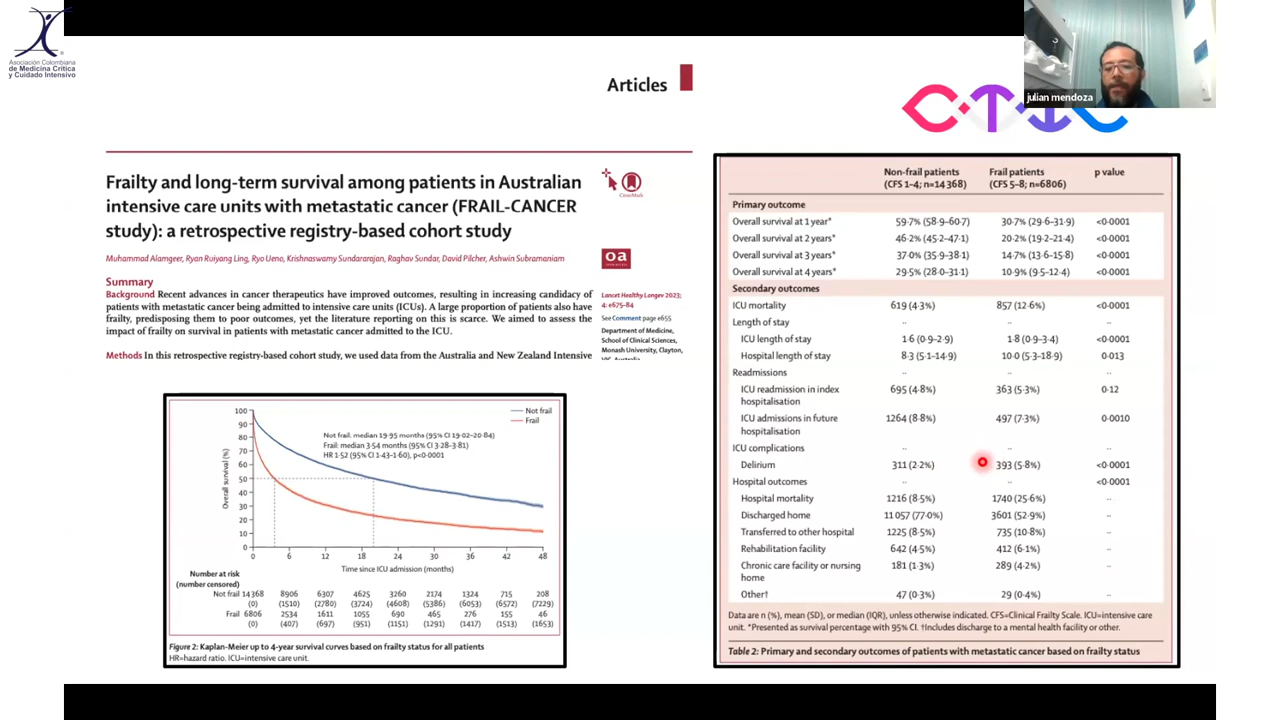 Asociación Colombiana
de Medicina Crítica
y Cuidado Intensivo
julian mendoza
CTIC
Articles
Frailty and long-term survival among patients in Australian
intensive care units with metastatic cancer (FRAIL-CANCER
study): a retrospective registry-based cohort study
CrossMark
Muhammad Alamgeer, Ryan Ruiyang Ling, Ryo Ueno, Krishnaswamy Sundararajan, Raghav Sundar, David Pilcher, Ashwin Subramaniam
oa
Summary
Background Recent advances in cancer therapeutics have improved outcomes, resulting in increasing candidacy of
patients with metastatic cancer being admitted to intensive care units (ICUs). A large proportion of patients also have
frailty, predisposing them to poor outcomes, yet the literature reporting on this is scarce. We aimed to assess the
impact of frailty on survival in patients with metastatic cancer admitted to the ICU.
Methods In this retrospective registry-based cohort study, we used data from the Australia and New Zealand Intensive
Lancet Healthy Longev 2023;
4: e675–84
See Comment page e655
Department of Medicine,
School of Clinical Sciences,
Monash University, Clayton,
VIC, Australia
100
90
80
70
60
50
40
30
20
10
0
Overall survival (%)
Not frail
Frail
Not frail: median 19·95 months (95% CI 19·02–20·84)
Frail: median 3·54 months (95% CI 3·28–3·81)
HR 1·52 (95% CI 1·43–1·60), p<0·0001
0 6 12 18 24 30 36 42 48
Time since ICU admission (months)
Number at risk
(number censored)
Not frail 14 368 8906 6307 4625 3260 2174 1324 715 208
(0) (1510) (2780) (3724) (4608) (5386) (6053) (6572) (7229)
Frail 6806 2534 1611 1055 690 465 276 155 46
(0) (407) (697) (951) (1151) (1291) (1417) (1513) (1653)
Figure 2: Kaplan-Meier up to 4-year survival curves based on frailty status for all patients
HR=hazard ratio. ICU=intensive care unit.
Non-frail patients Frail patients p value
(CFS 1–4; n=14 368) (CFS 5–8; n=6806)
Primary outcome
Overall survival at 1 year* 59·7% (58·9–60·7) 30·7% (29·6–31·9) <0·0001
Overall survival at 2 years* 46·2% (45·2–47·1) 20·2% (19·2–21·4) <0·0001
Overall survival at 3 years* 37·0% (35·9–38·1) 14·7% (13·6–15·8) <0·0001
Overall survival at 4 years* 29·5% (28·0–31·1) 10·9% (9·5–12·4) <0·0001
Secondary outcomes
ICU mortality 619 (4·3%) 857 (12·6%) <0·0001
Length of stay ·· ·· ··
ICU length of stay 1·6 (0·9–2·9) 1·8 (0·9–3·4) <0·0001
Hospital length of stay 8·3 (5·1–14·9) 10·0 (5·3–18·9) 0·013
Readmissions ·· ·· ··
ICU readmission in index 695 (4·8%) 363 (5·3%) 0·12
hospitalisation
ICU admissions in future 1264 (8·8%) 497 (7·3%) 0·0010
hospitalisation
ICU complications ·· ·· ··
Delirium 311 (2·2%) 393 (5·8%) <0·0001
Hospital outcomes <0·0001
Hospital mortality 1216 (8·5%) 1740 (25·6%) ··
Discharged home 11 057 (77·0%) 3601 (52·9%) ··
Transferred to other hospital 1225 (8·5%) 735 (10·8%) ··
Rehabilitation facility 642 (4·5%) 412 (6·1%) ··
Chronic care facility or nursing 181 (1·3%) 289 (4·2%) ··
home
Other† 47 (0·3%) 29 (0·4%) ··
Data are n (%), mean (SD), or median (IQR), unless otherwise indicated. CFS=Clinical Frailty Scale. ICU=intensive care
unit. *Presented as survival percentage with 95% CI. †Includes discharge to a mental health facility or other.
Table 2: Primary and secondary outcomes of patients with metastatic cancer based on frailty status